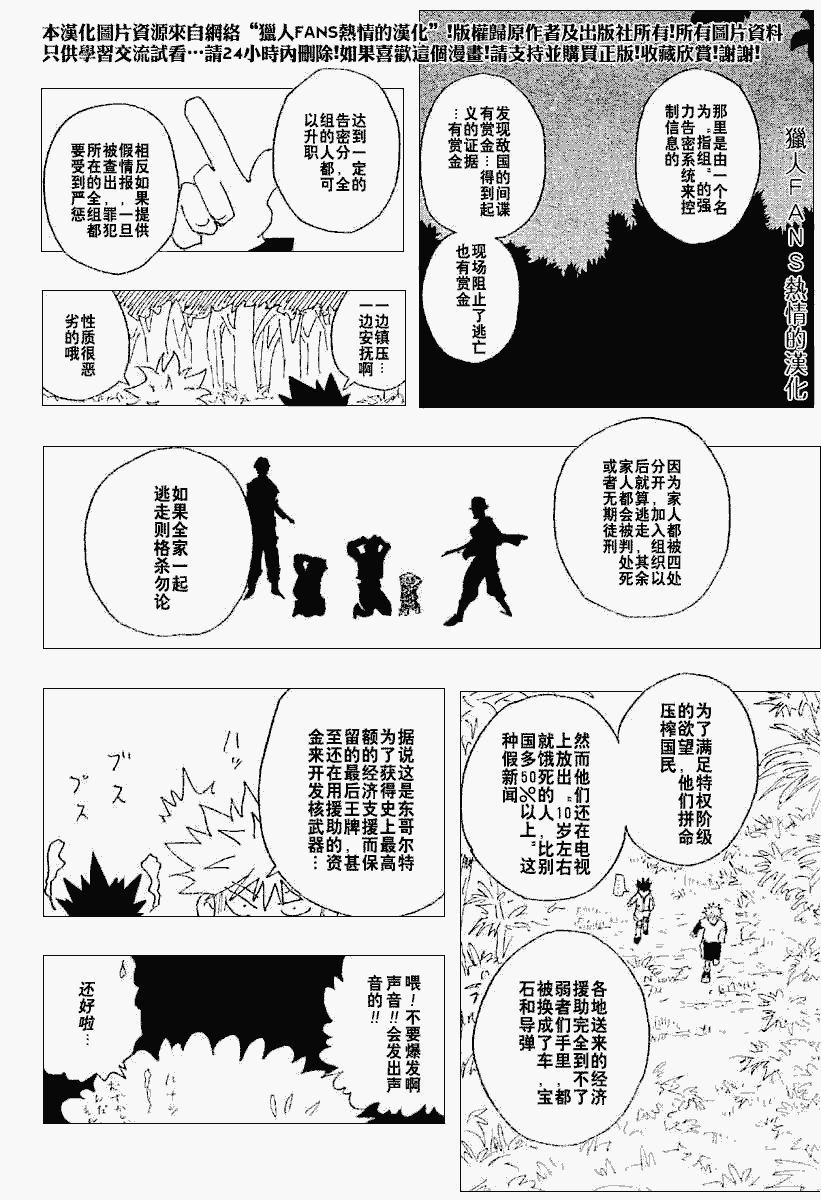 本漢化圖片資源來自網絡“獵人FANS熱情的漢化”!版權歸原作者及出版社所有!所有圖片資料
只供學習交流試看…請24小時內刪除!如果喜歡這個漫畫!請支持並購買正版!收藏欣賞!謝謝!
獵人FANS熱情的漢化
那里是由一个名
为“指组”的强
力告密系统来控
制信息的
发现敌国的间谍
有赏金…得到起
义的证据
…有赏金
现场阻止了逃亡
也有赏金
达到一定的
告密分,全
组的人都可
以升职
相反如果提供
假情报,一旦
被查出,罪犯
所在的全组都
要受到严惩
一边镇压…
一边安抚啊
性质很恶
劣的哦
因为家人都被四处
分开,加入组织以
后就算逃走,其余
家人都会被判处死
或者无期徒刑
如果全家一起
逃走则格杀勿论
为了满足特权阶级
的欲望,他们拼命
压榨国民
然而他们还在电视
上放出“10岁左右
就饿死的人,比别
国多50%以上”这
种假新闻
各地送来的经济
援助完全到不了
弱者们手里,都
被换成了车,宝
石和导弹
据说这是东哥尔特
为了获得史上最高
额的经济支援而保
留的最后王牌,甚
至还在用援助的资
金来开发核武器…
ブス
ブス
喂!不要爆发啊
声音!!会发出声
音的!!
还好啦…